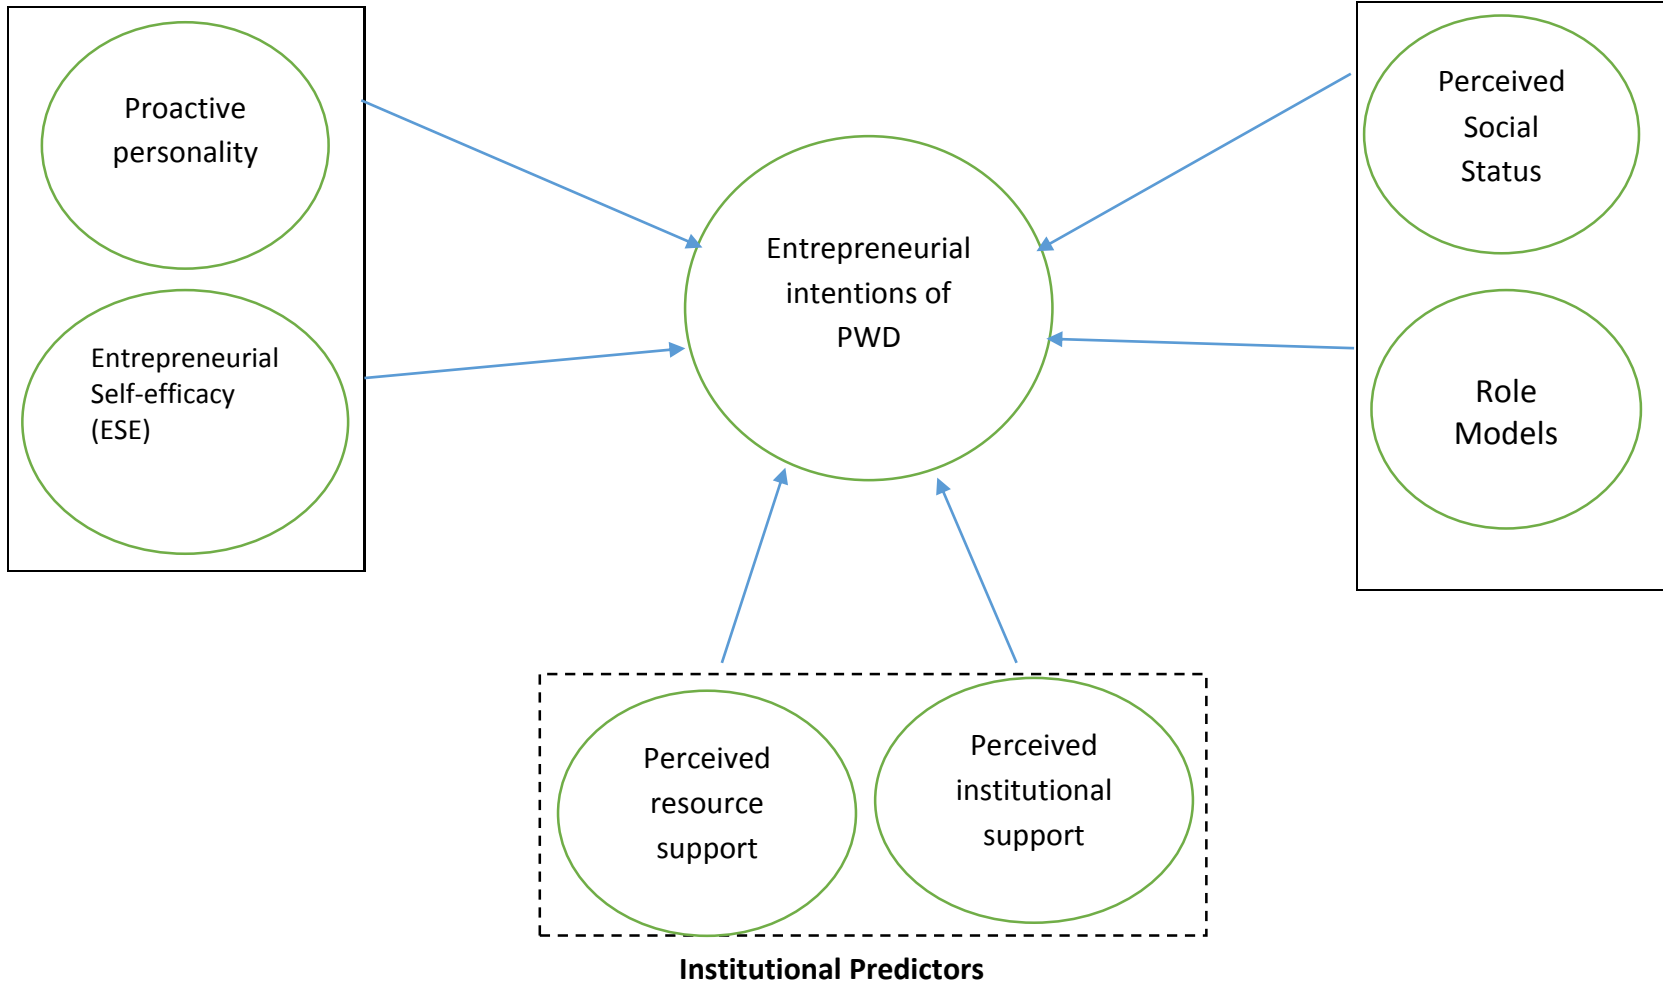 Proactive
personality
Entrepreneurial
Self-efficacy
(ESE)
Entrepreneurial
intentions of
PWD
Perceived
Social
Status
Role
Models
Perceived
resource
support
Perceived
institutional
support
Institutional Predictors